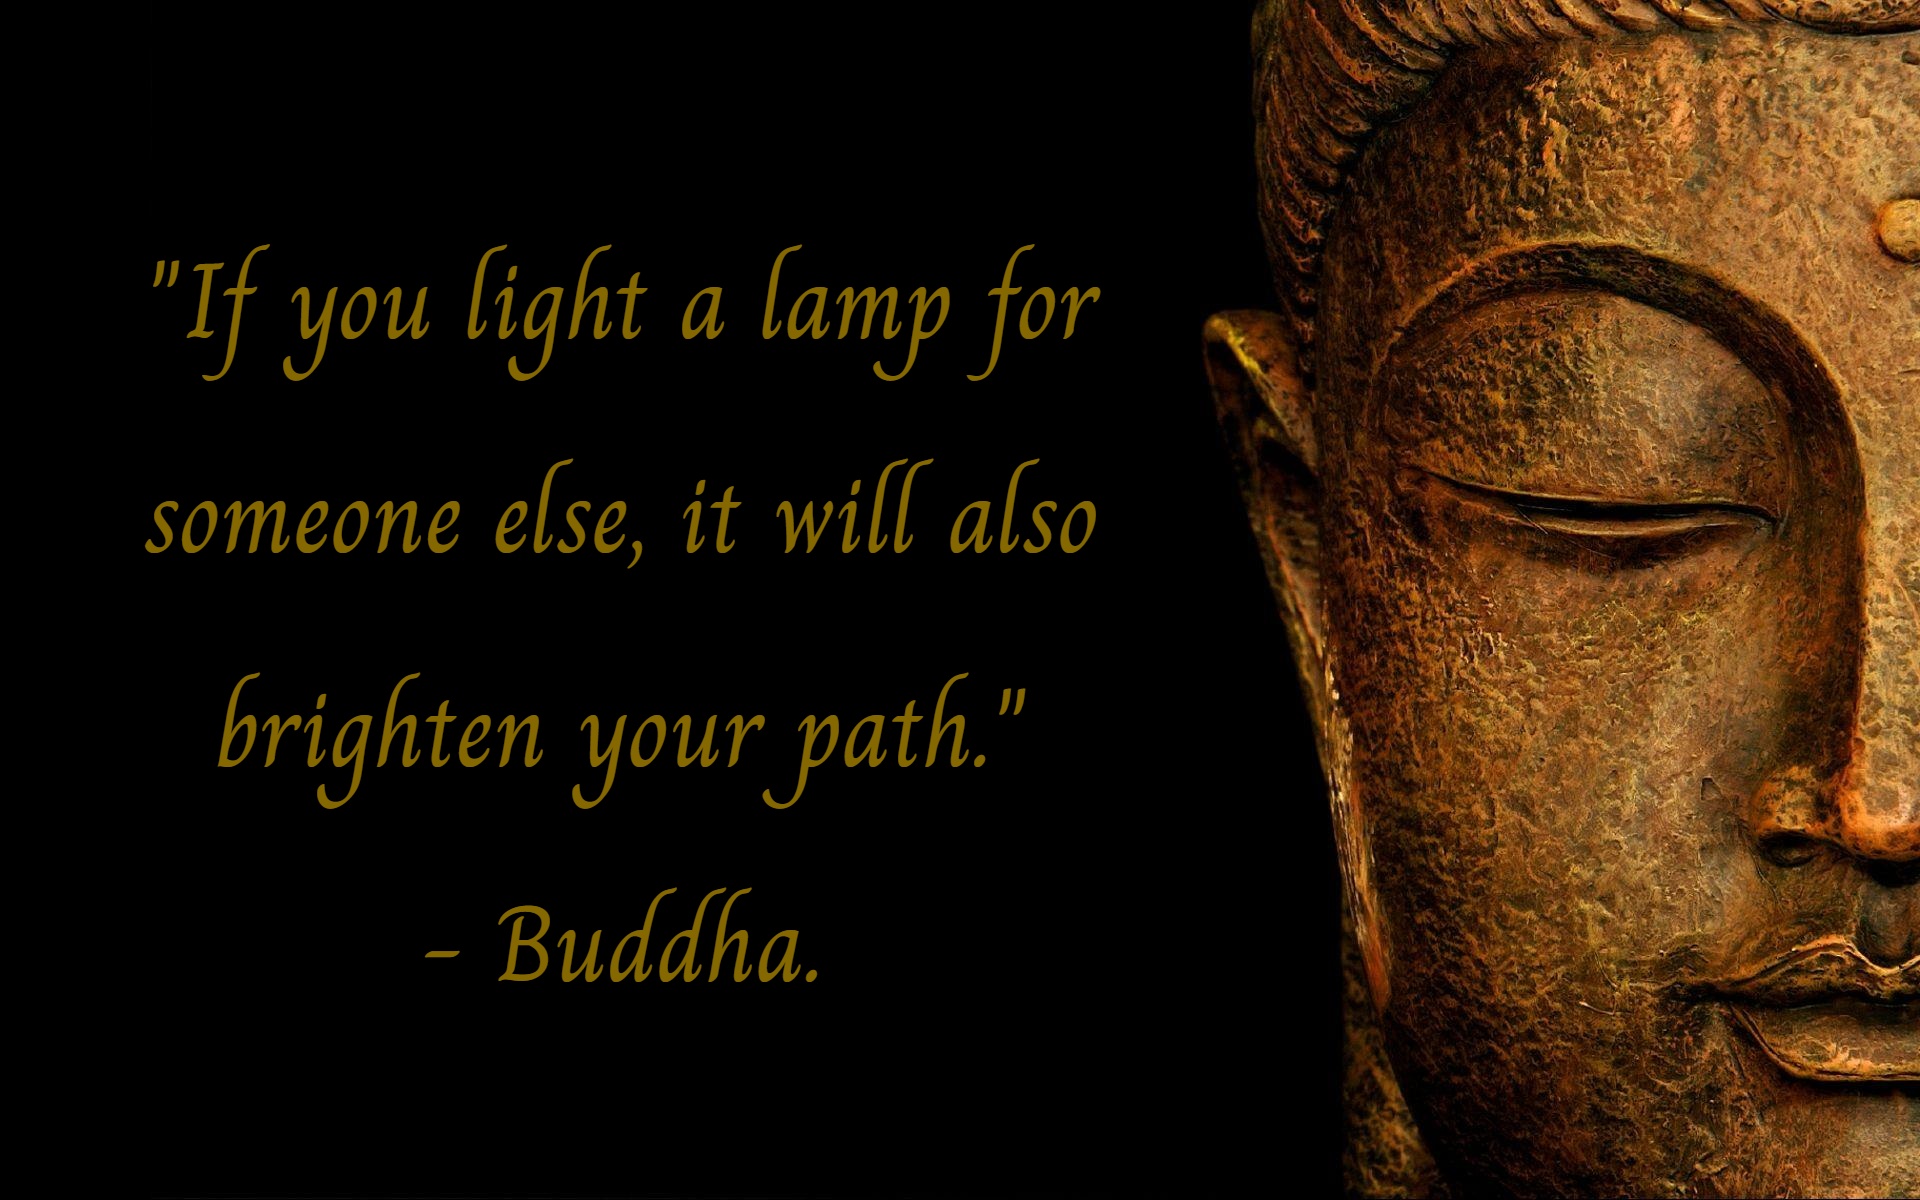 "If you light a lamp for
someone else, it will also
brighten your path."
- Buddha.